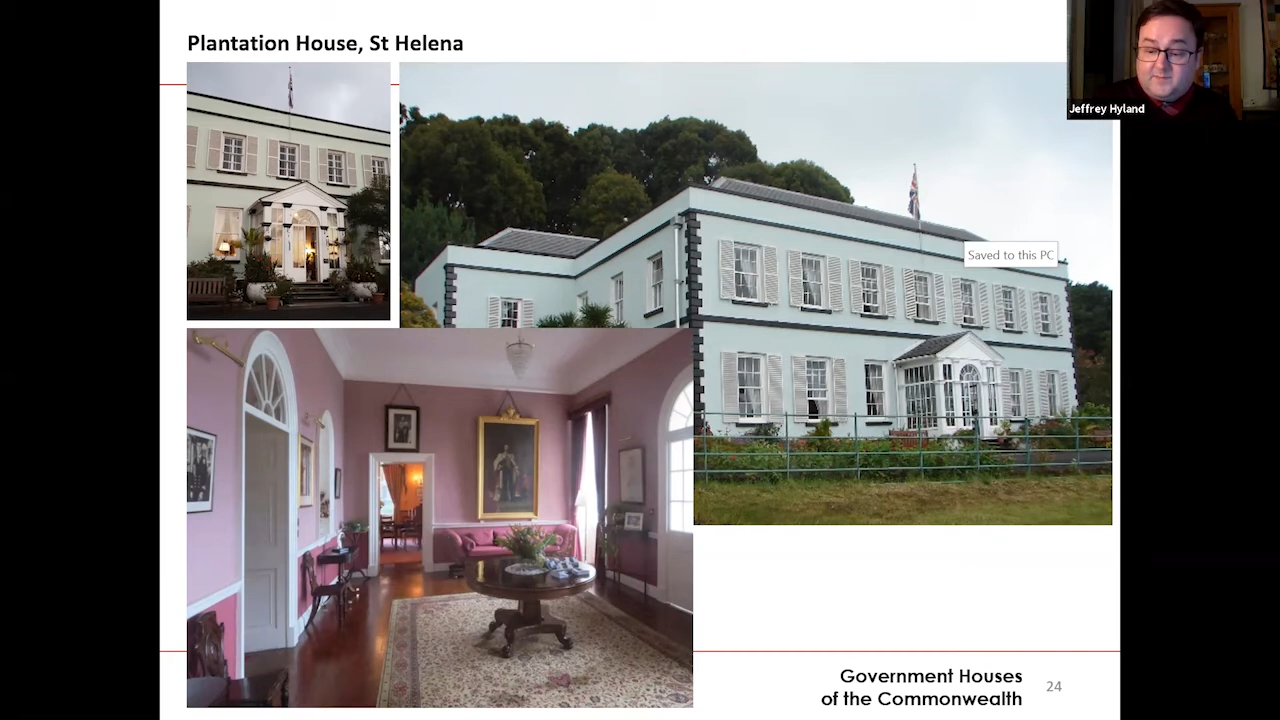 Plantation House, St Helena
Jeffrey Hyland
Saved to this PC
Government Houses
of the Commonwealth
24